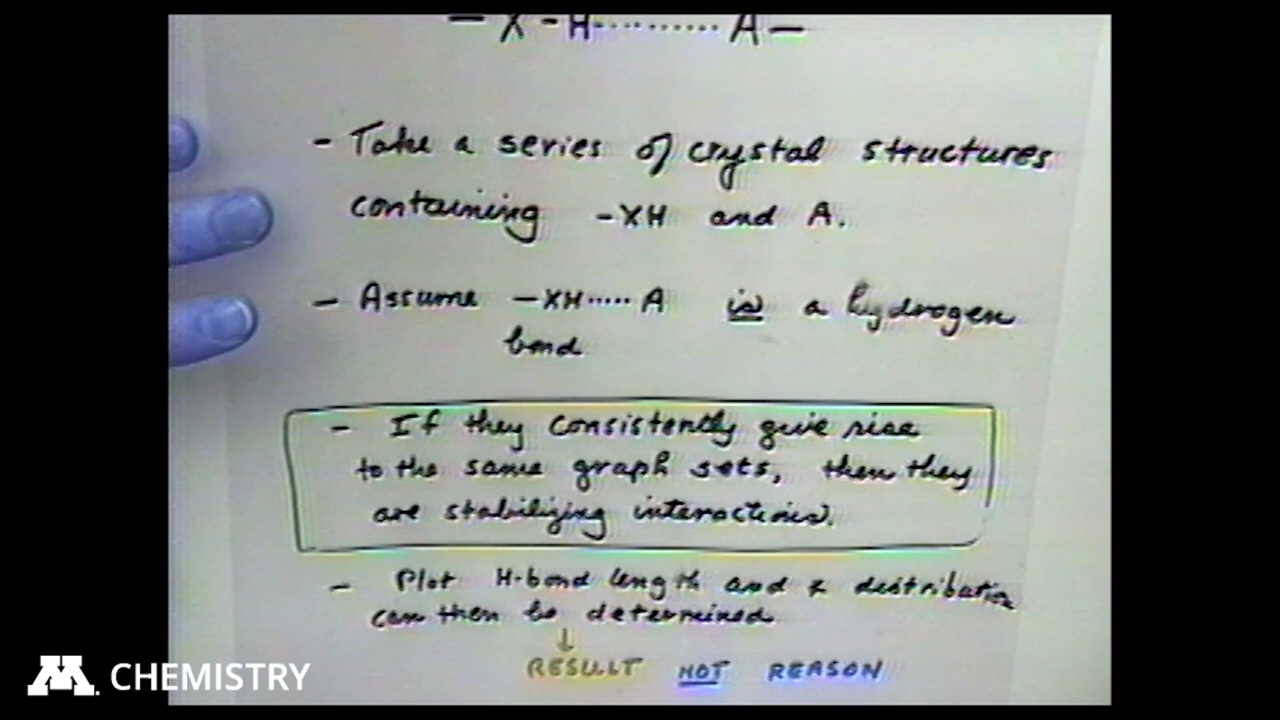 — X - H ·········· A —
- Take a series of crystal structures
containing -XH and A.
- Assume -XH····· A is a hydrogen
bond
- If they consistently give rise
to the same graph sets, then they
are stabilizing interactions.
- Plot H-bond length and ∡ distribution
can then be determined
↓
RESULT NOT REASON
M. CHEMISTRY